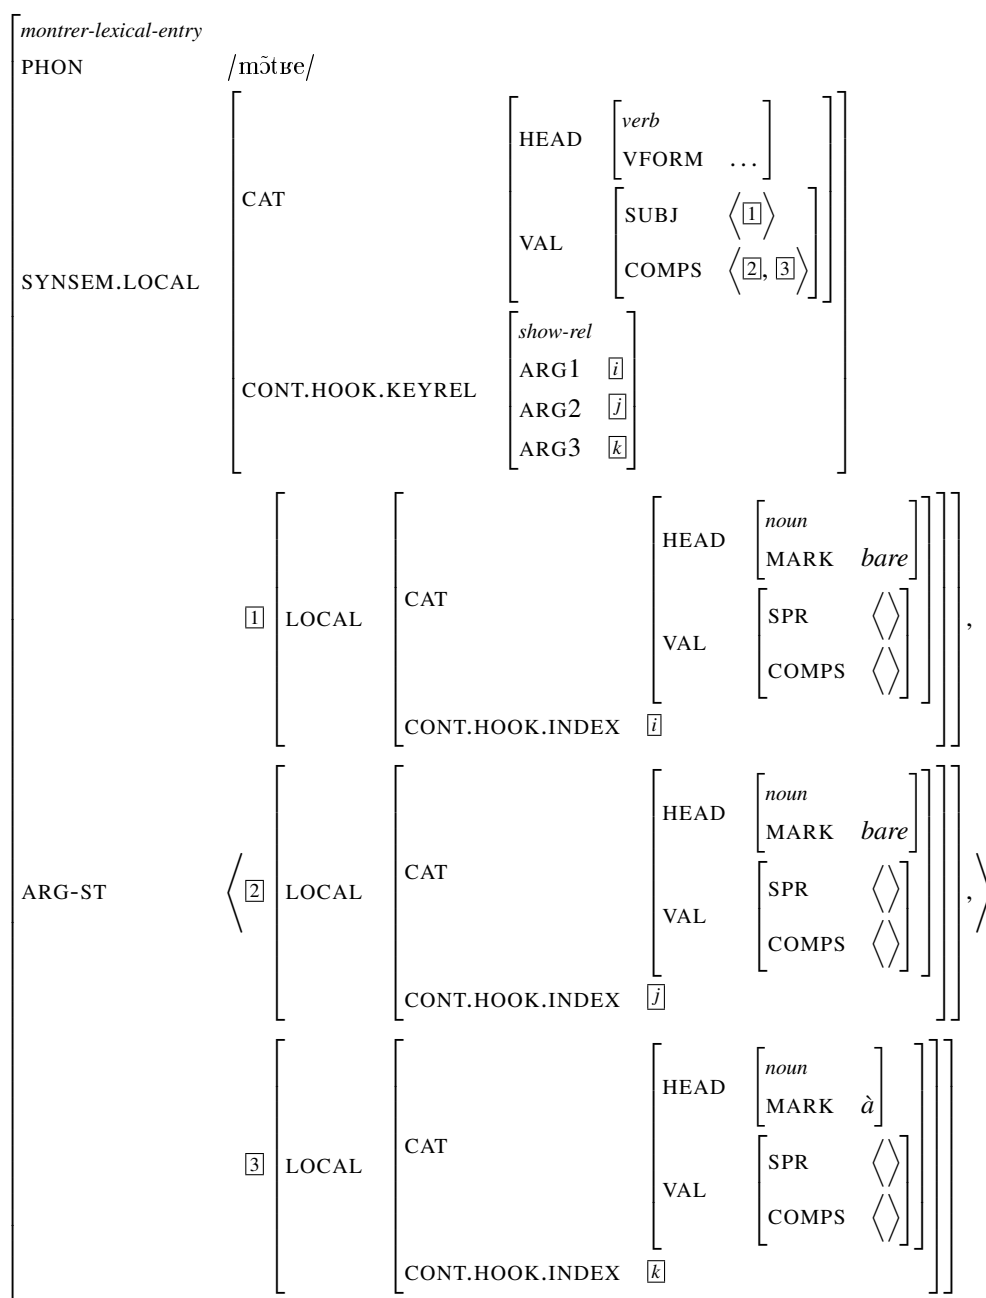 montrer-lexical-entry
PHON /mɔ̃tʁe/
HEAD verb
VFORM ...
CAT
SUBJ ⟨1⟩
VAL
COMPS ⟨2, 3⟩
SYNSEM.LOCAL
show-rel
ARG1 i
CONT.HOOK.KEYREL
ARG2 j
ARG3 k
noun
HEAD
MARK bare
CAT
SPR ⟨⟩
1 LOCAL ,
VAL
COMPS ⟨⟩
CONT.HOOK.INDEX i
noun
HEAD
MARK bare
CAT
ARG-ST ⟨ 2 LOCAL SPR ⟨⟩ , ⟩
VAL
COMPS ⟨⟩
CONT.HOOK.INDEX j
noun
HEAD
MARK à
CAT
3 LOCAL SPR ⟨⟩
VAL
COMPS ⟨⟩
CONT.HOOK.INDEX k